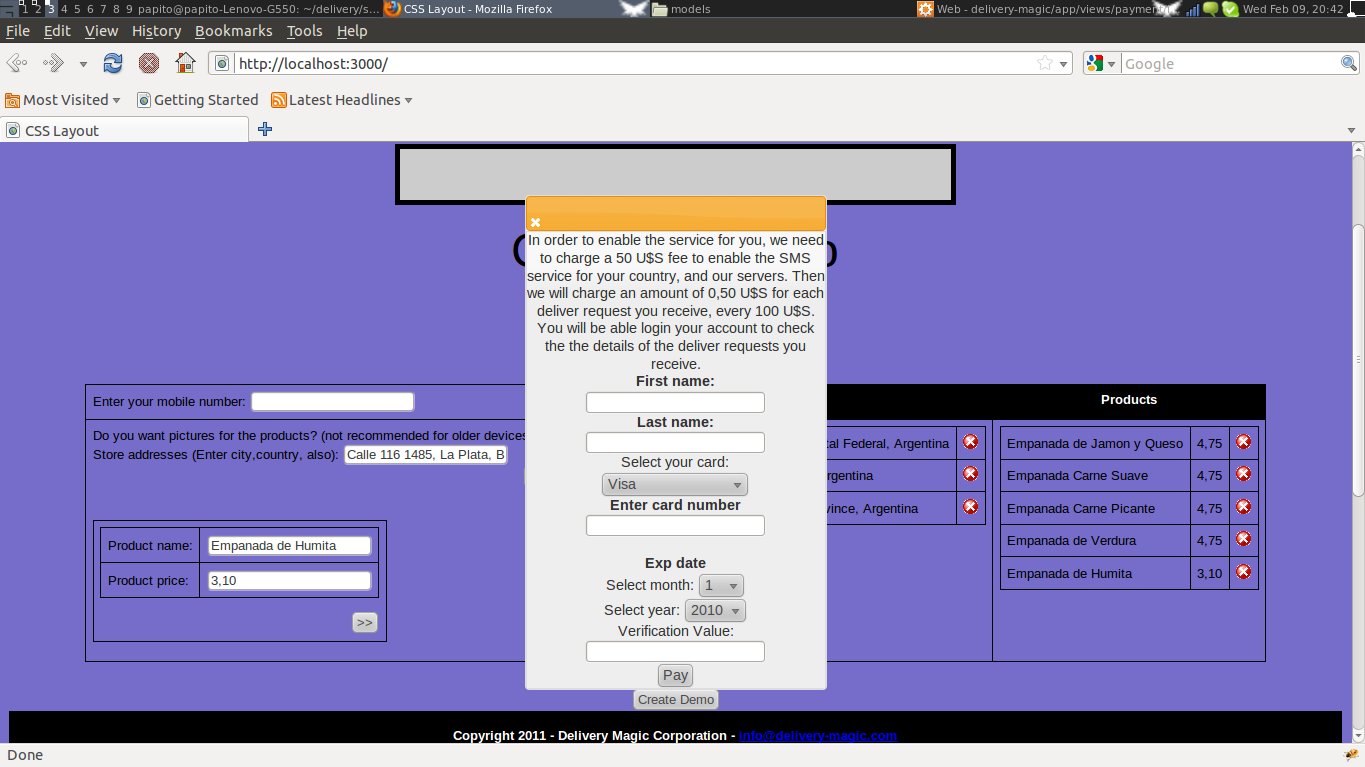 1 2 3 4 5 6 7 8 9 papito@papito-Lenovo-G550: ~/delivery/s... CSS Layout - Mozilla Firefox models Web - delivery-magic/app/views/payment Wed Feb 09, 20:42
File Edit View History Bookmarks Tools Help
http://localhost:3000/ Google
Most Visited Getting Started Latest Headlines
CSS Layout
In order to enable the service for you, we need
to charge a 50 U$S fee to enable the SMS
service for your country, and our servers. Then
we will charge an amount of 0,50 U$S for each
deliver request you receive, every 100 U$S.
You will be able login your account to check
the the details of the deliver requests you
receive.
First name:
Last name:
Select your card:
Visa
Enter card number
Exp date
Select month: 1
Select year: 2010
Verification Value:
Pay
Create Demo
Enter your mobile number:
Do you want pictures for the products? (not recommended for older devices
Store addresses (Enter city,country, also): Calle 116 1485, La Plata, B
Product name: Empanada de Humita
Product price: 3,10
>>
tal Federal, Argentina
rgentina
vince, Argentina
Products
Empanada de Jamon y Queso 4,75
Empanada Carne Suave 4,75
Empanada Carne Picante 4,75
Empanada de Verdura 4,75
Empanada de Humita 3,10
Copyright 2011 - Delivery Magic Corporation - info@delivery-magic.com
Done